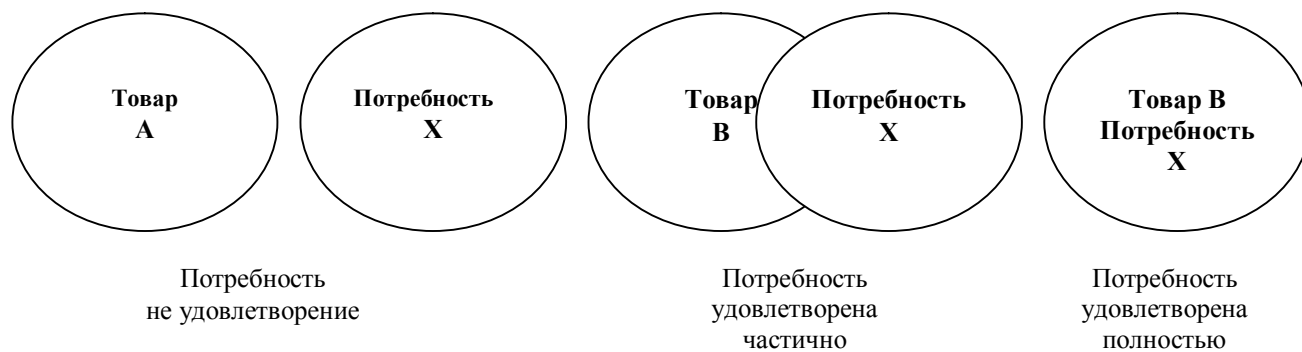 Товар
А
Потребность
Х
Товар
В
Потребность
Х
Товар В
Потребность
Х
Потребность
не удовлетворение
Потребность
удовлетворена
частично
Потребность
удовлетворена
полностью